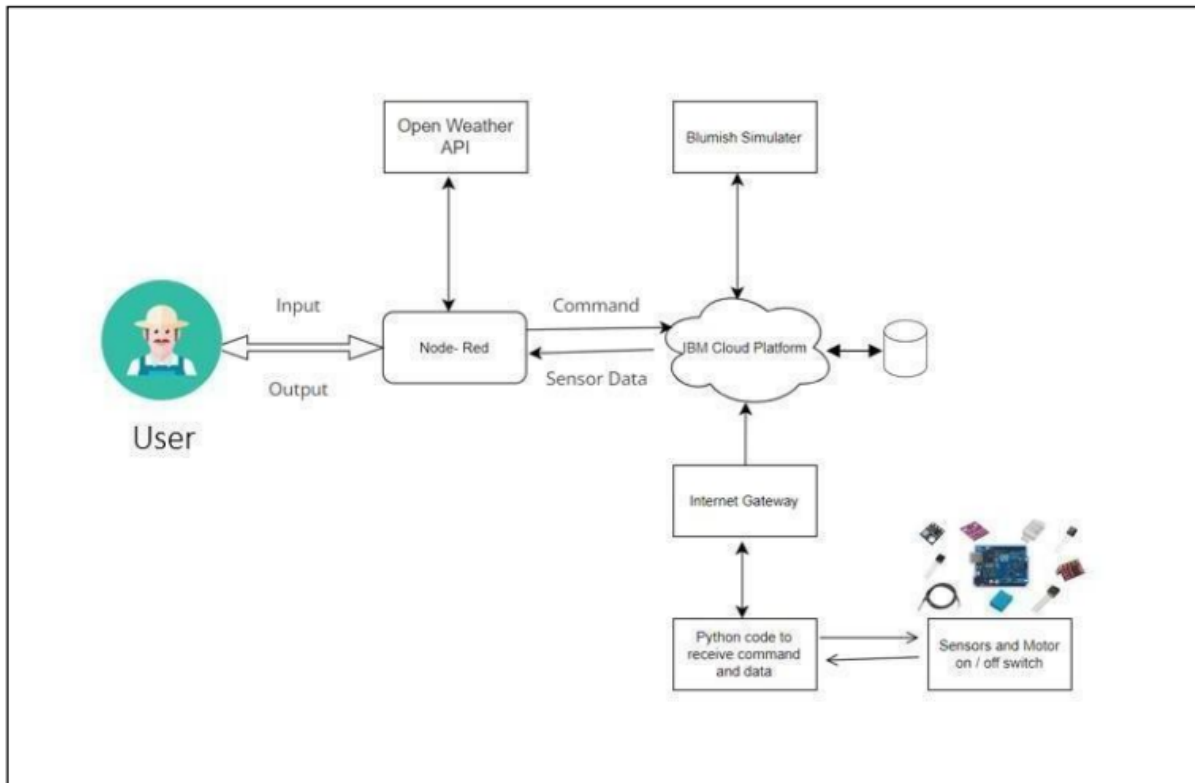 Open Weather
API
Blumish Simulater
Input
Command
Node- Red
IBM Cloud Platform
Output
Sensor Data
User
Internet Gateway
Python code to
receive command
and data
Sensors and Motor
on / off switch